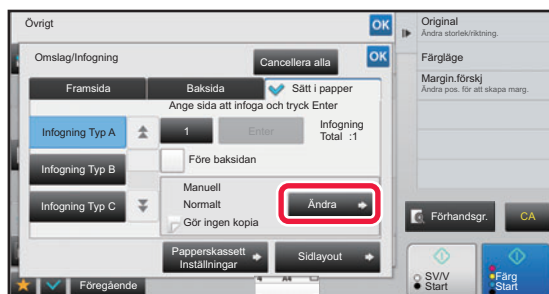 Övrigt
OK
Omslag/Infogning
Cancellera alla
OK
Framsida
Baksida
Sätt i papper
Ange sida att infoga och tryck Enter
Infogning Typ A
1
Enter
Infogning
Total :1
Infogning Typ B
Före baksidan
Infogning Typ C
Manuell
Normalt
Gör ingen kopia
Ändra
Papperskassett
Inställningar
Sidlayout
Föregående
A4
Original
Ändra storlek/riktning.
Färgläge
Margin.förskj
Ändra pos. för att skapa marg.
Förhandsgr.
CA
SV/V
Start
Färg
Start